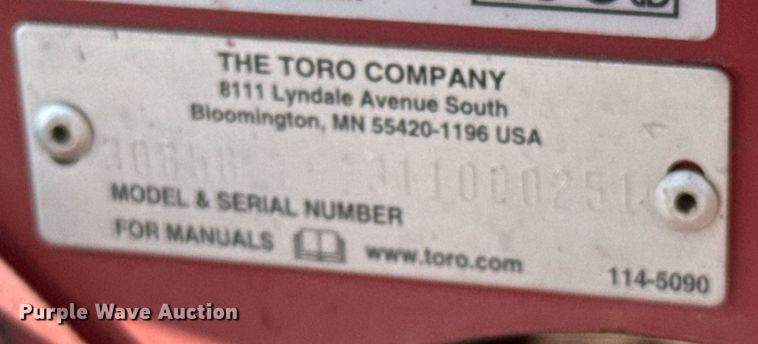 THE TORO COMPANY
8111 Lyndale Avenue South
Bloomington, MN 55420-1196 USA
311000251
MODEL & SERIAL NUMBER
FOR MANUALS www.toro.com
114-5090
Purple Wave Auction